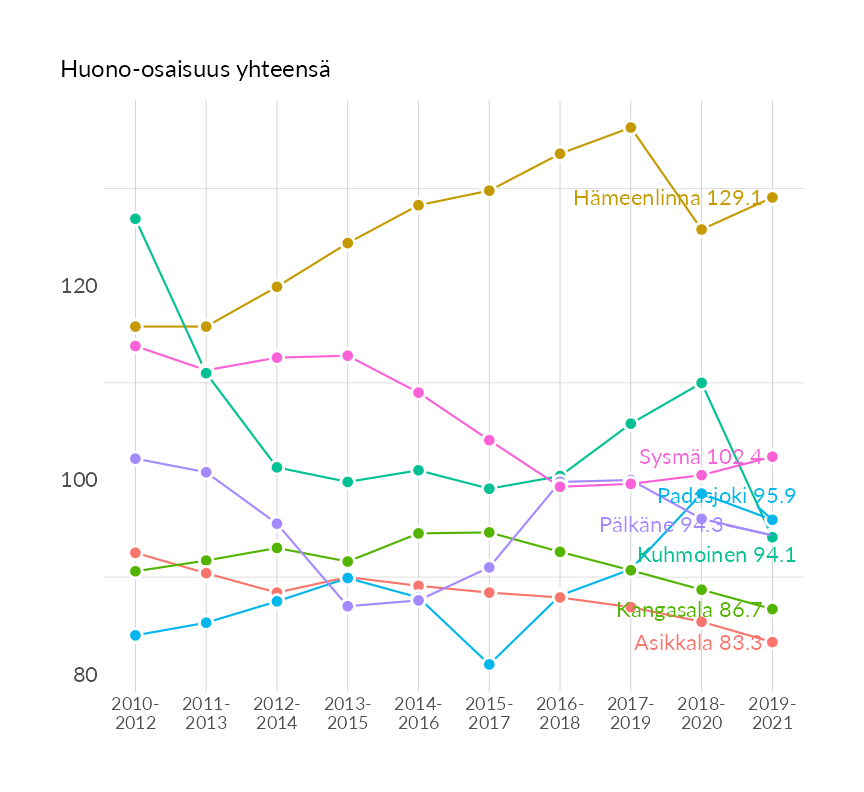 Huono-osaisuus yhteensä
Hämeenlinna 129.1
120
Sysmä 102.4
100
Padasjoki 95.9
Pälkäne 94.3
Kuhmoinen 94.1
Kangasala 86.7
Asikkala 83.3
80
2010- 2011- 2012- 2013- 2014- 2015- 2016- 2017- 2018- 2019-
2012 2013 2014 2015 2016 2017 2018 2019 2020 2021